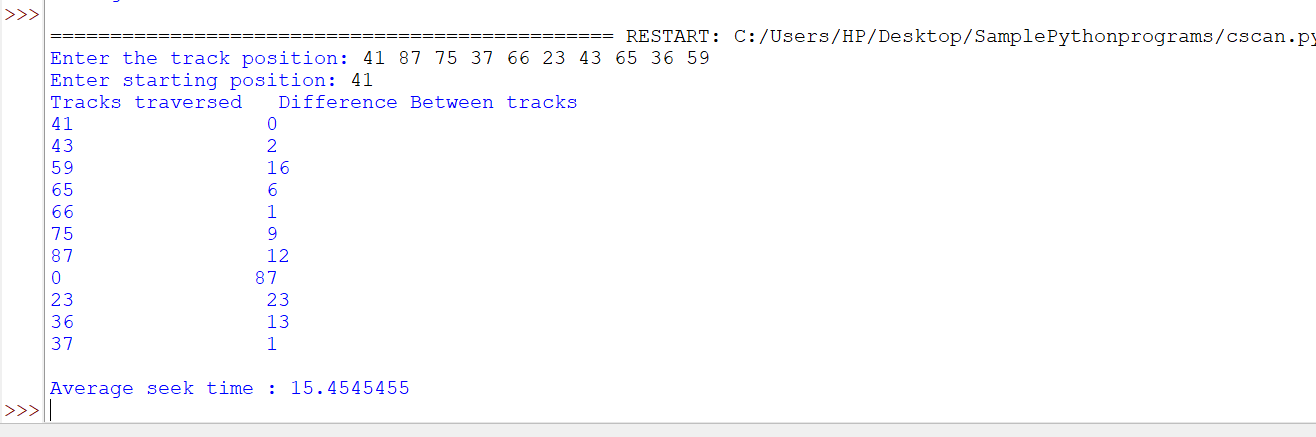 >>>
============================================== RESTART: C:/Users/HP/Desktop/SamplePythonprograms/cscan.py
Enter the track position: 41 87 75 37 66 23 43 65 36 59
Enter starting position: 41
Tracks traversed   Difference Between tracks
41                0
43                2
59                16
65                6
66                1
75                9
87                12
0                87
23                23
36                13
37                1
Average seek time : 15.4545455
>>>